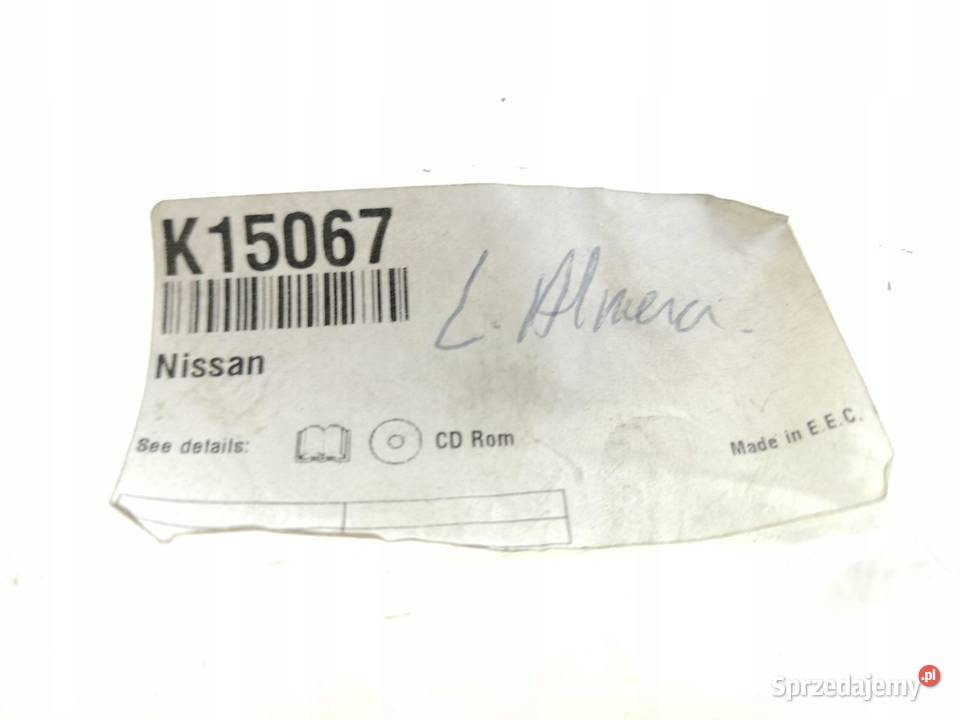 K15067
L. Almera
Nissan
See details: CD Rom
Made in E.E.C.
Sprzedajemy.pl